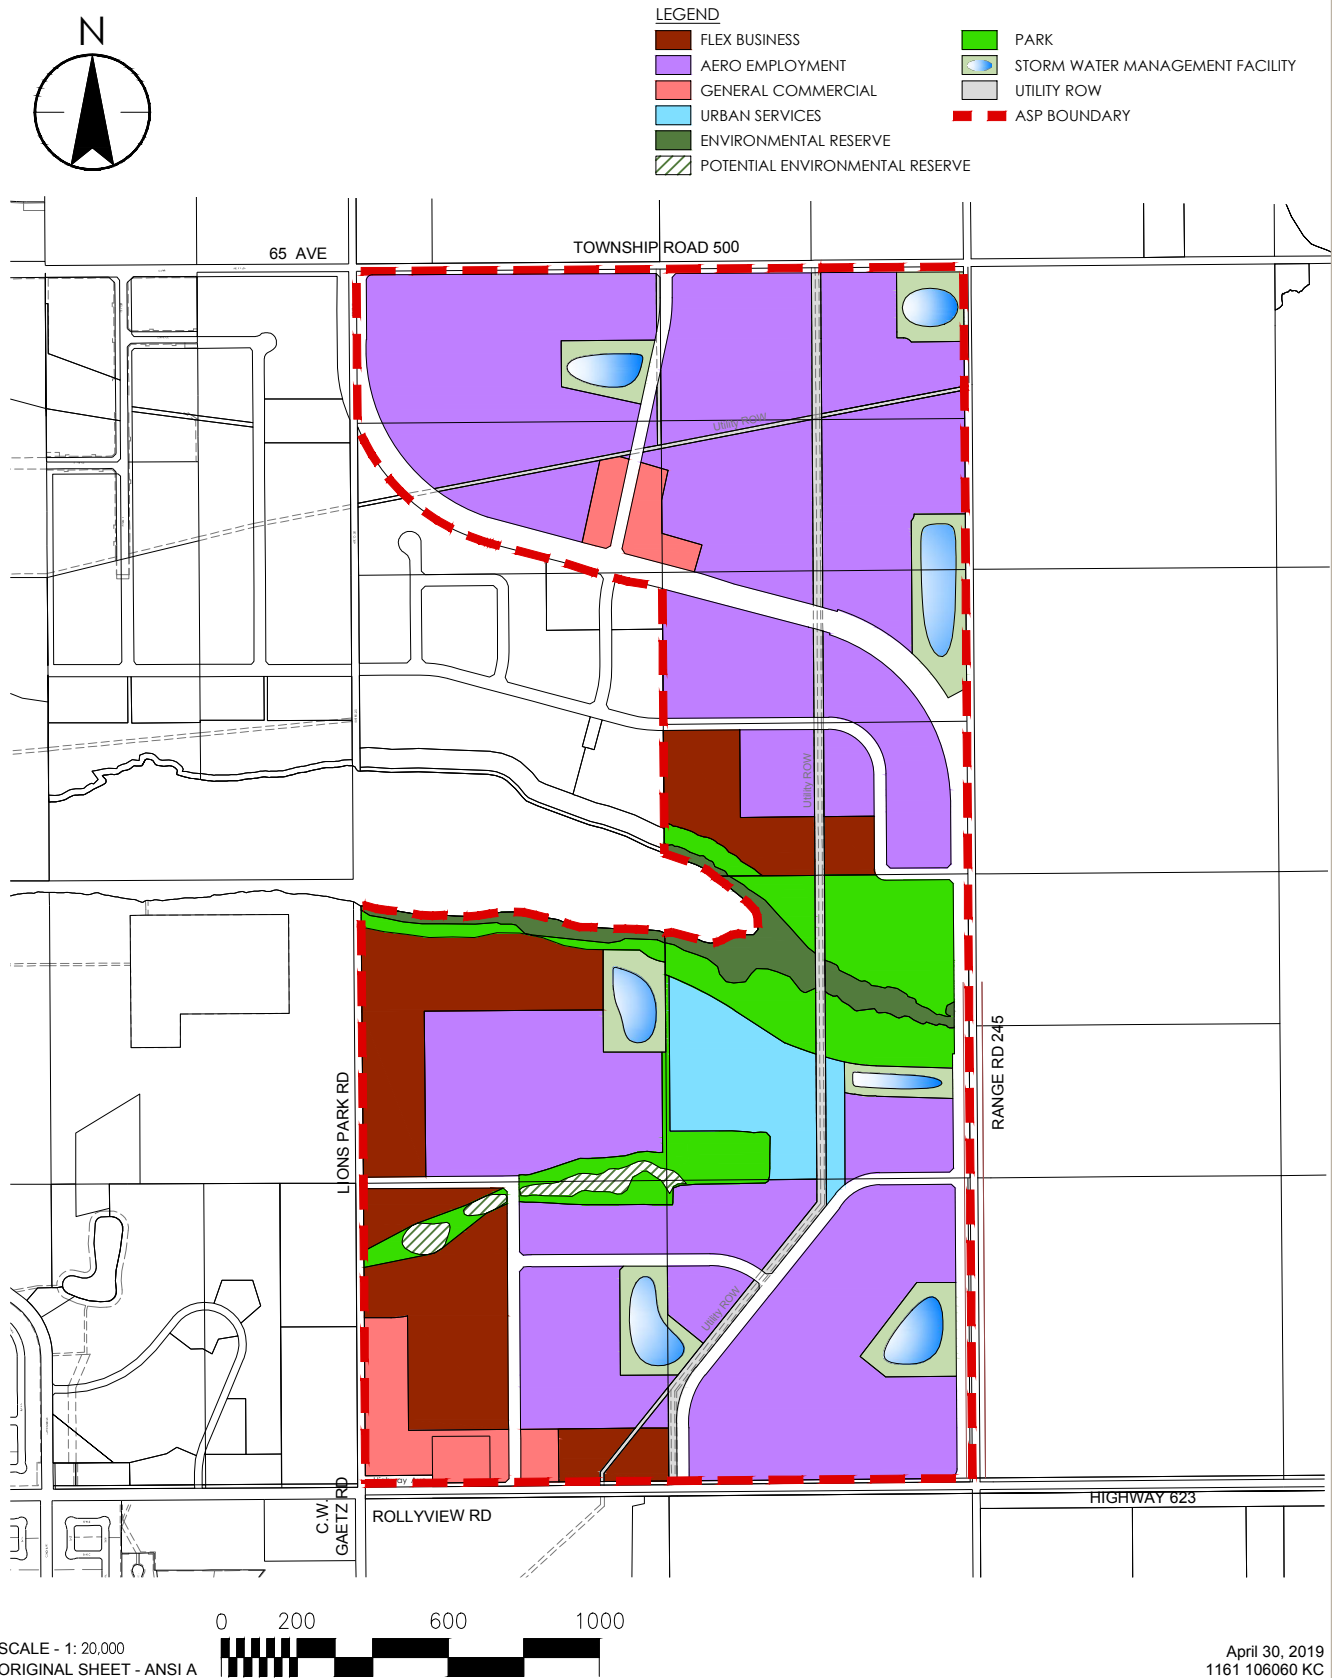 N
LEGEND
FLEX BUSINESS
AERO EMPLOYMENT
GENERAL COMMERCIAL
URBAN SERVICES
ENVIRONMENTAL RESERVE
POTENTIAL ENVIRONMENTAL RESERVE
PARK
STORM WATER MANAGEMENT FACILITY
UTILITY ROW
ASP BOUNDARY
65 AVE
TOWNSHIP ROAD 500
Utility ROW
Utility ROW
RANGE RD 245
LIONS PARK RD
Utility ROW
C.W.
GAETZ RD
ROLLYVIEW RD
HIGHWAY 623
0 200 600 1000
SCALE - 1: 20,000
ORIGINAL SHEET - ANSI A
April 30, 2019
1161 106060 KC